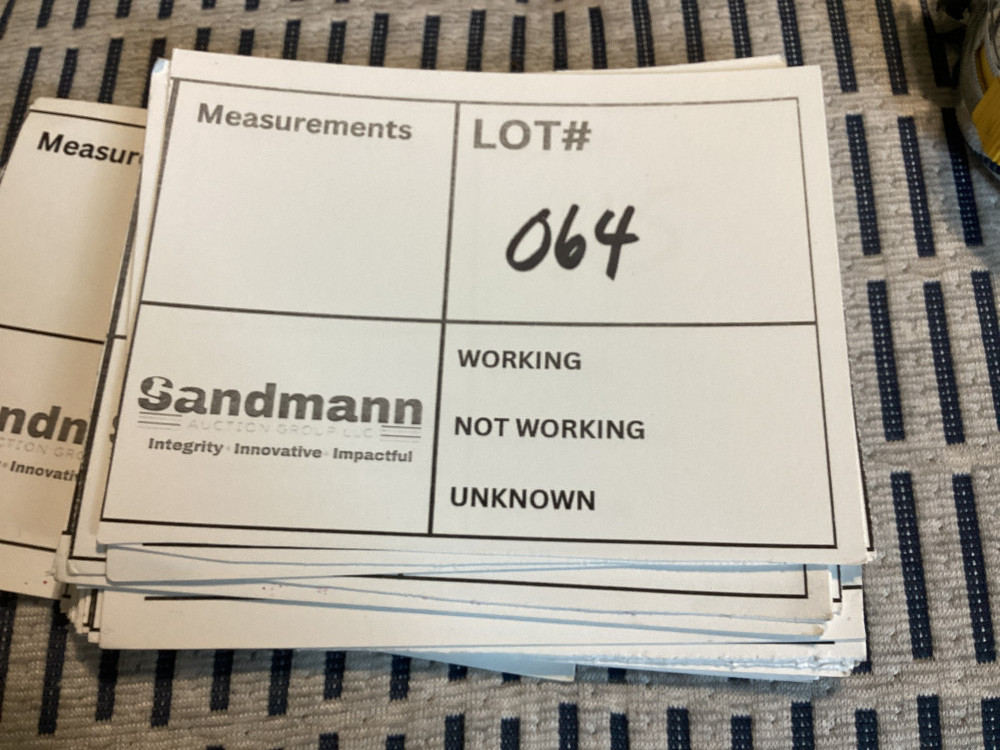 Measurements
LOT#
064
WORKING
NOT WORKING
UNKNOWN
Sandmann
AUCTION GROUP LLC
Integrity · Innovative · Impactful
Measur
ndn
CTION GRO
· Innovati